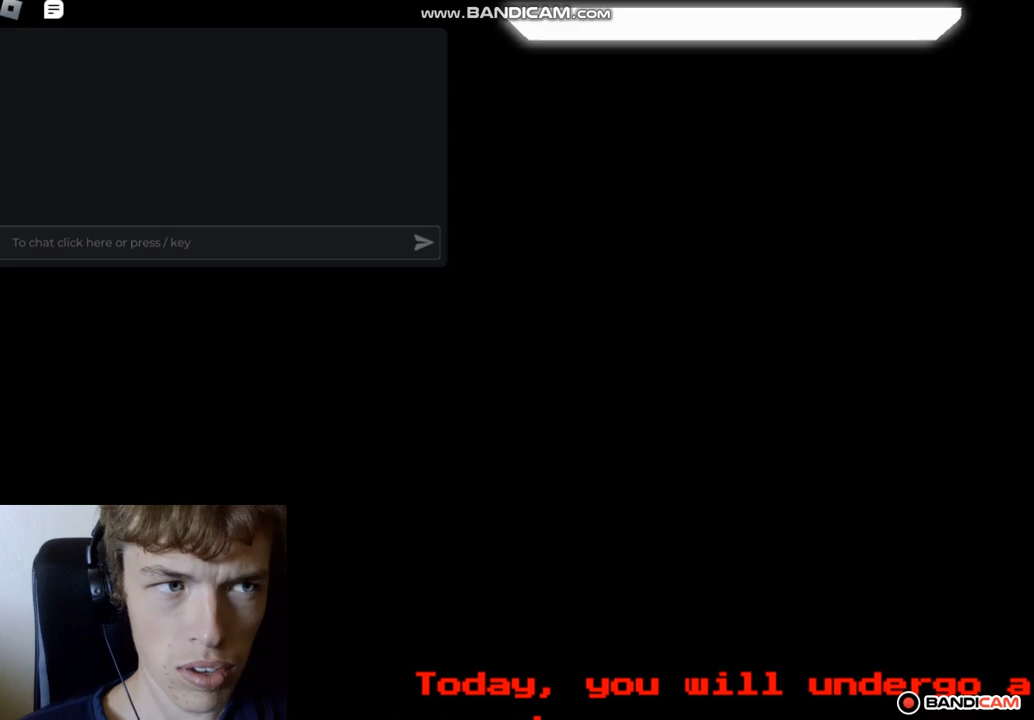 www.BANDICAM.com
To chat click here or press / key
Today, you will undergo a
BANDICAM